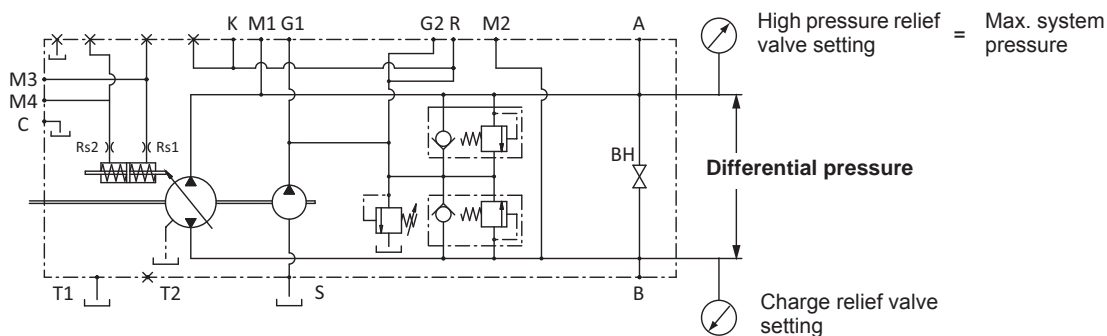 K M1 G1 G2 R M2 A
High pressure relief valve setting = Max. system pressure
M3
M4
C
Rs2 Rs1
BH
Differential pressure
T1 T2 S B
Charge relief valve
setting